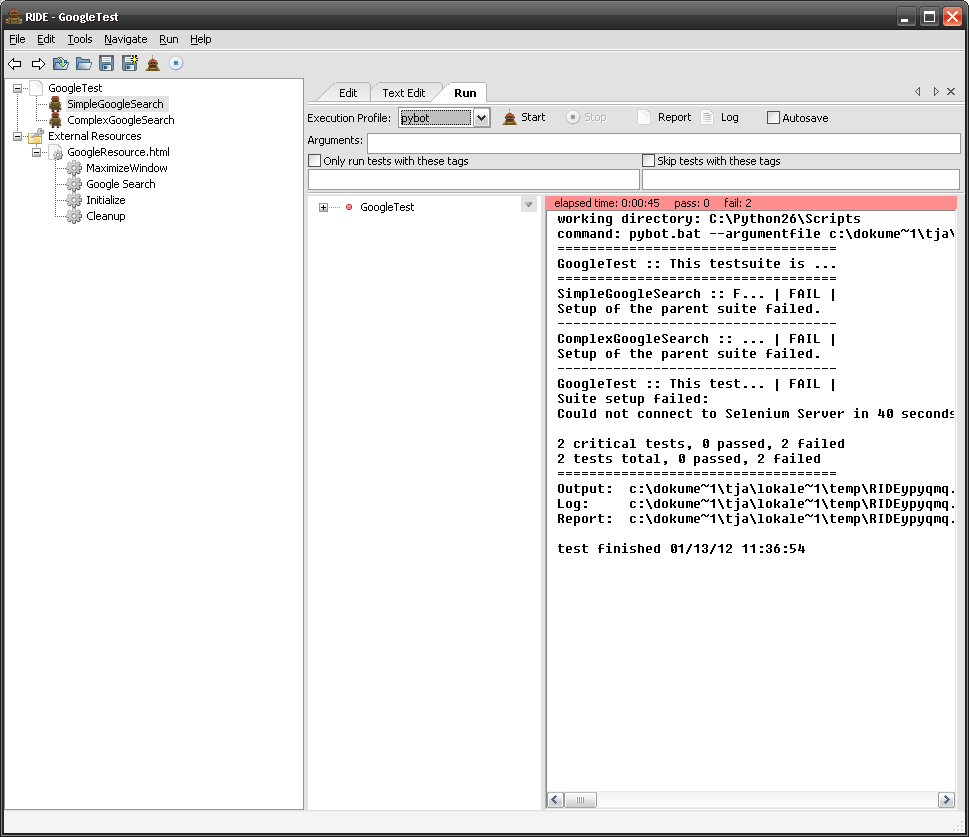 RIDE - GoogleTest
File Edit Tools Navigate Run Help
GoogleTest
SimpleGoogleSearch
ComplexGoogleSearch
External Resources
GoogleResource.html
MaximizeWindow
Google Search
Initialize
Cleanup
Edit Text Edit Run
Execution Profile: pybot Start Stop Report Log Autosave
Arguments:
Only run tests with these tags Skip tests with these tags
GoogleTest
elapsed time: 0:00:45 pass: 0 fail: 2
working directory: C:\Python26\Scripts
command: pybot.bat --argumentfile c:\dokume~1\tja\
===================================
GoogleTest :: This testsuite is ...
===================================
SimpleGoogleSearch :: F... | FAIL |
Setup of the parent suite failed.
-----------------------------------
ComplexGoogleSearch :: ... | FAIL |
Setup of the parent suite failed.
-----------------------------------
GoogleTest :: This test... | FAIL |
Suite setup failed:
Could not connect to Selenium Server in 40 seconds
2 critical tests, 0 passed, 2 failed
2 tests total, 0 passed, 2 failed
===================================
Output: c:\dokume~1\tja\lokale~1\temp\RIDEypyqmq.
Log: c:\dokume~1\tja\lokale~1\temp\RIDEypyqmq.
Report: c:\dokume~1\tja\lokale~1\temp\RIDEypyqmq.
test finished 01/13/12 11:36:54